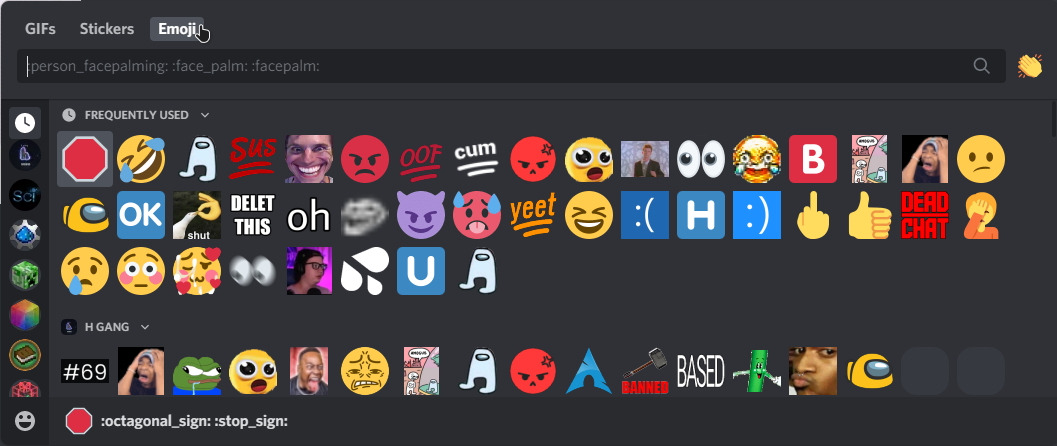 GIFs Stickers Emoji
:person_facepalming: :face_palm: :facepalm:
FREQUENTLY USED
sus OOF cum B
OK shut DELET THIS oh yeet :( H :) DEAD CHAT
U
Sci
H GANG
#69 BANNED BASED
:octagonal_sign: :stop_sign: